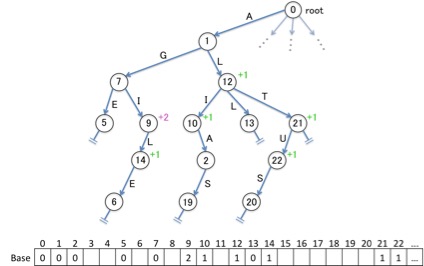 A
0 root
1
G
L
7
12 +1
E
I
I
L
T
5
9 +2
10 +1
13
21 +1
L
A
U
14 +1
2
22 +1
E
S
S
6
19
20
0 1 2 3 4 5 6 7 8 9 10 11 12 13 14 15 16 17 18 19 20 21 22 ...
Base 0 0 0 0 0 2 1 1 0 1 1 1 ...